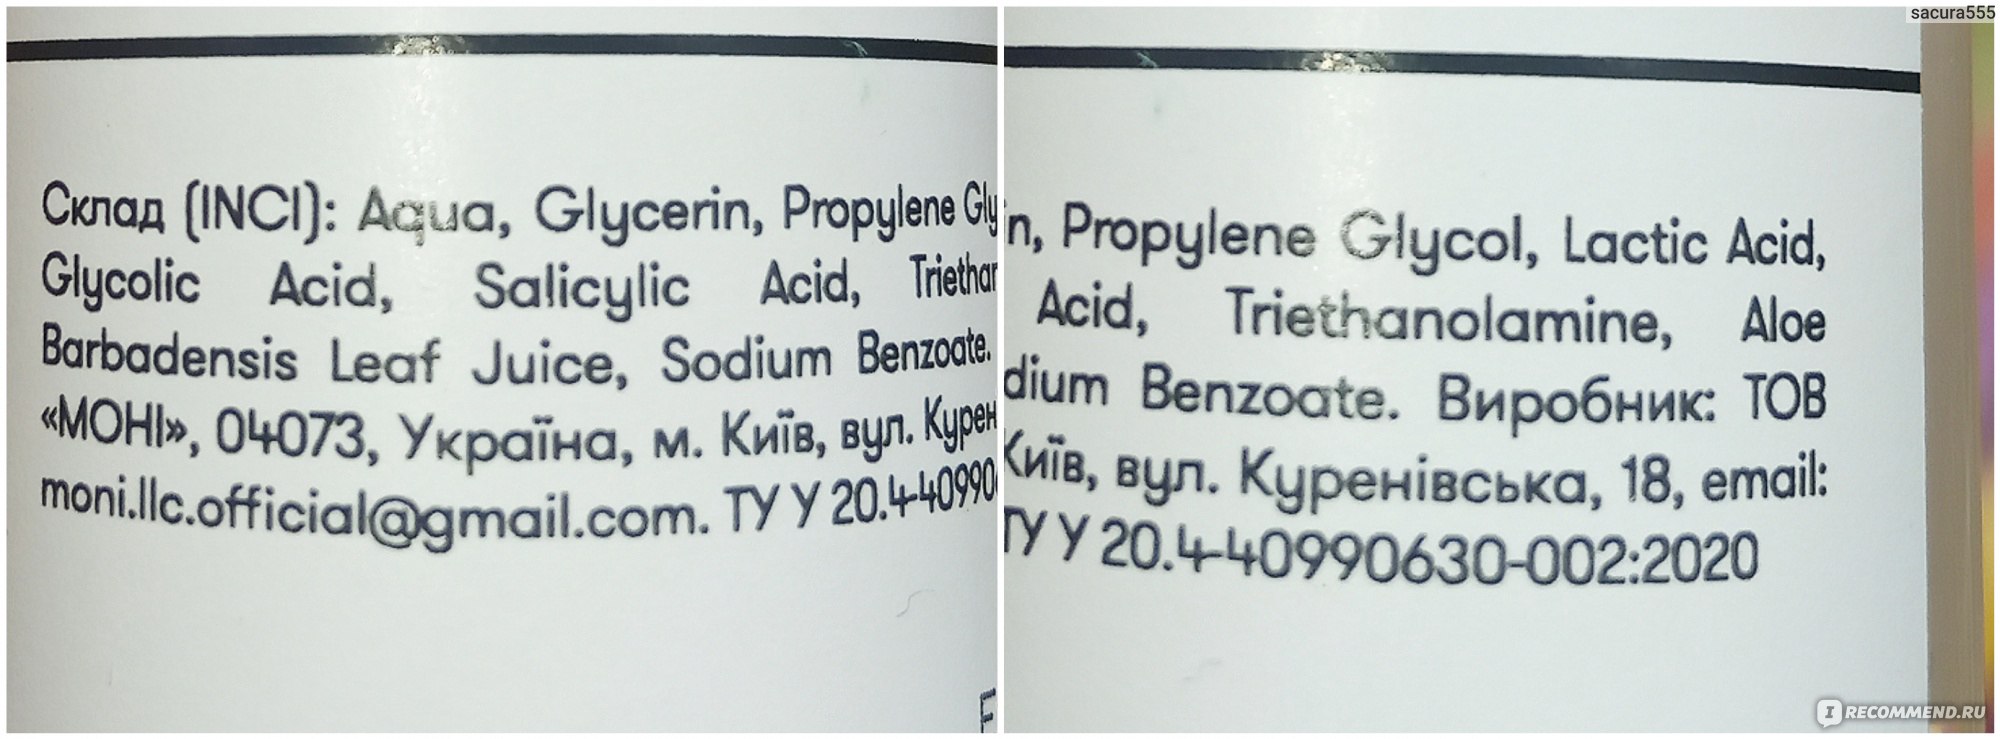 sacura555
Склад (INCI): Aqua, Glycerin, Propylene Gly
Glycolic Acid, Salicylic Acid, Triethan
Barbadensis Leaf Juice, Sodium Benzoate.
«МОНІ», 04073, Україна, м. Київ, вул. Курен
moni.llc.official@gmail.com. ТУ У 20.4-40990
F
n, Propylene Glycol, Lactic Acid,
Acid, Triethanolamine, Aloe
dium Benzoate. Виробник: ТОВ
Київ, вул. Куренівська, 18, email:
ТУ У 20.4-40990630-002:2020
I RECOMMEND.RU